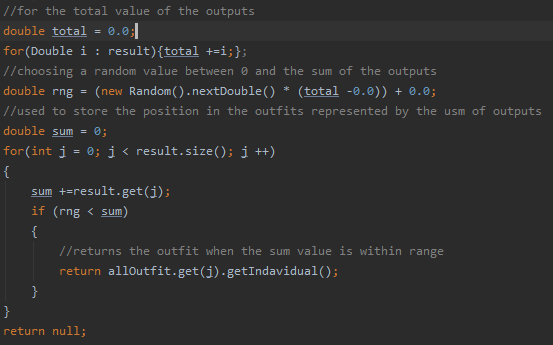 //for the total value of the outputs
double total = 0.0;
for(Double i : result){total +=i;};
//choosing a random value between 0 and the sum of the outputs
double rng = (new Random().nextDouble() * (total -0.0)) + 0.0;
//used to store the position in the outfits represented by the usm of outputs
double sum = 0;
for(int j = 0; j < result.size(); j ++)
{
sum +=result.get(j);
if (rng < sum)
{
//returns the outfit when the sum value is within range
return allOutfit.get(j).getIndavidual();
}
}
return null;